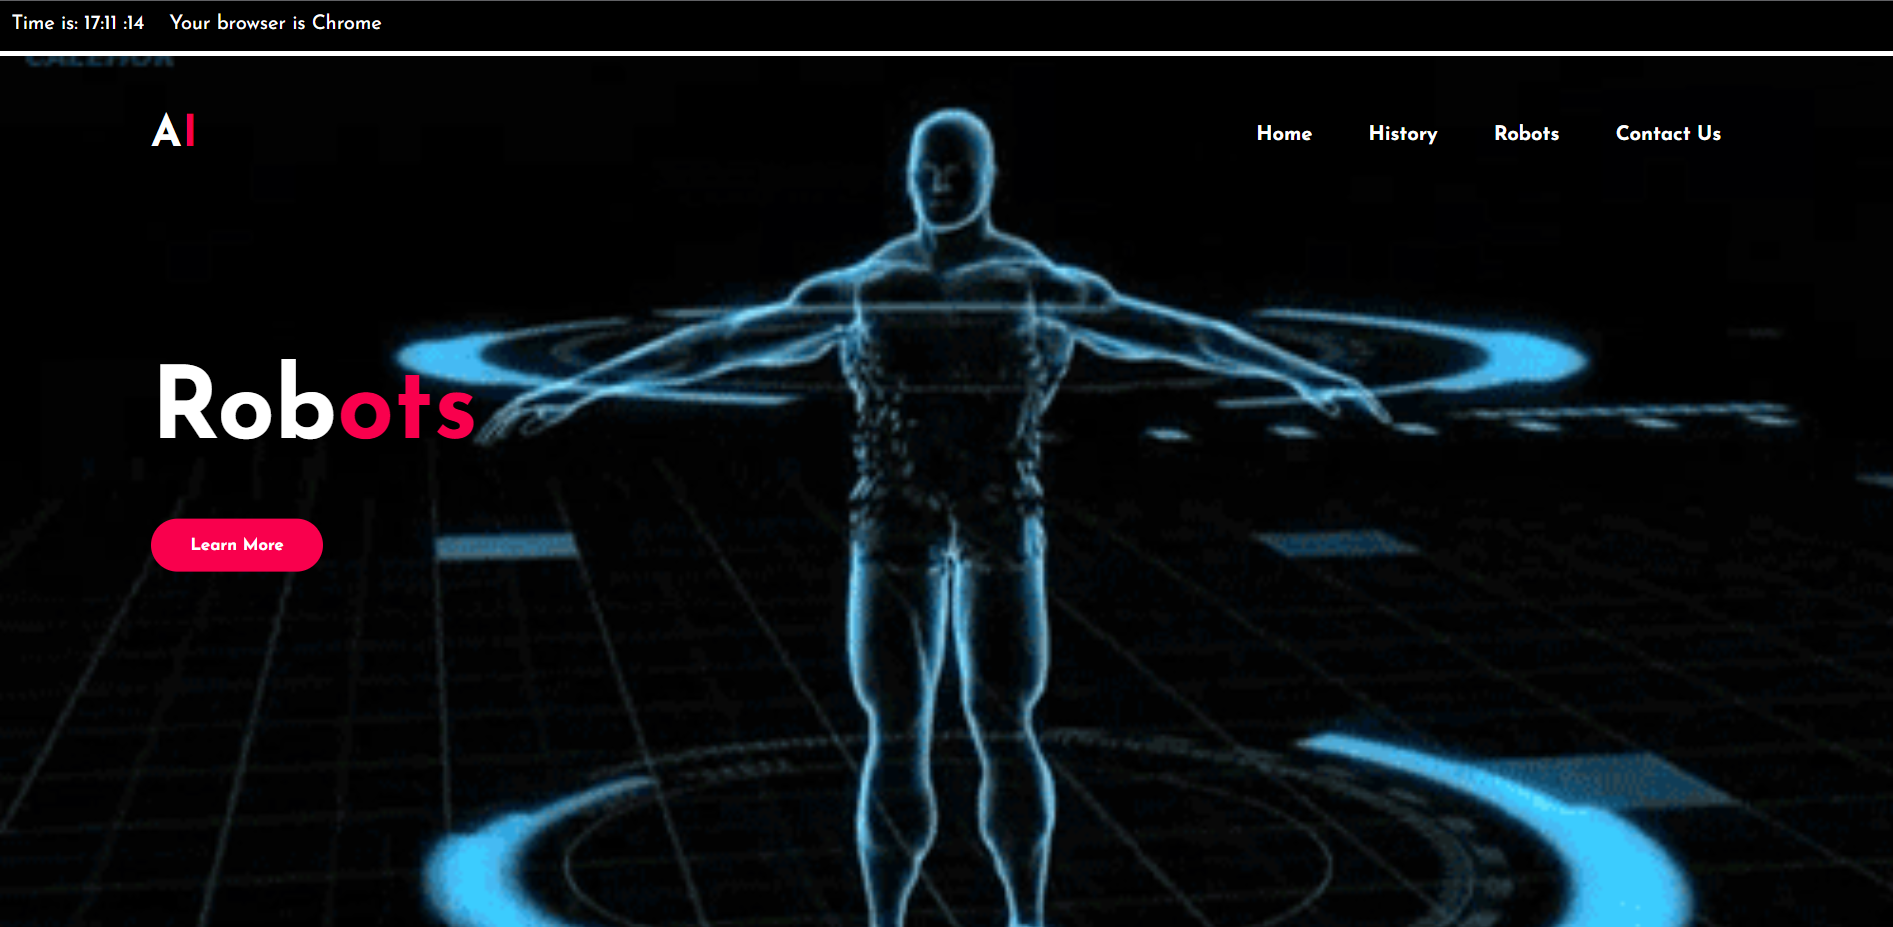 Time is: 17:11 :14 Your browser is Chrome
AI
Home History Robots Contact Us
Robots
Learn More